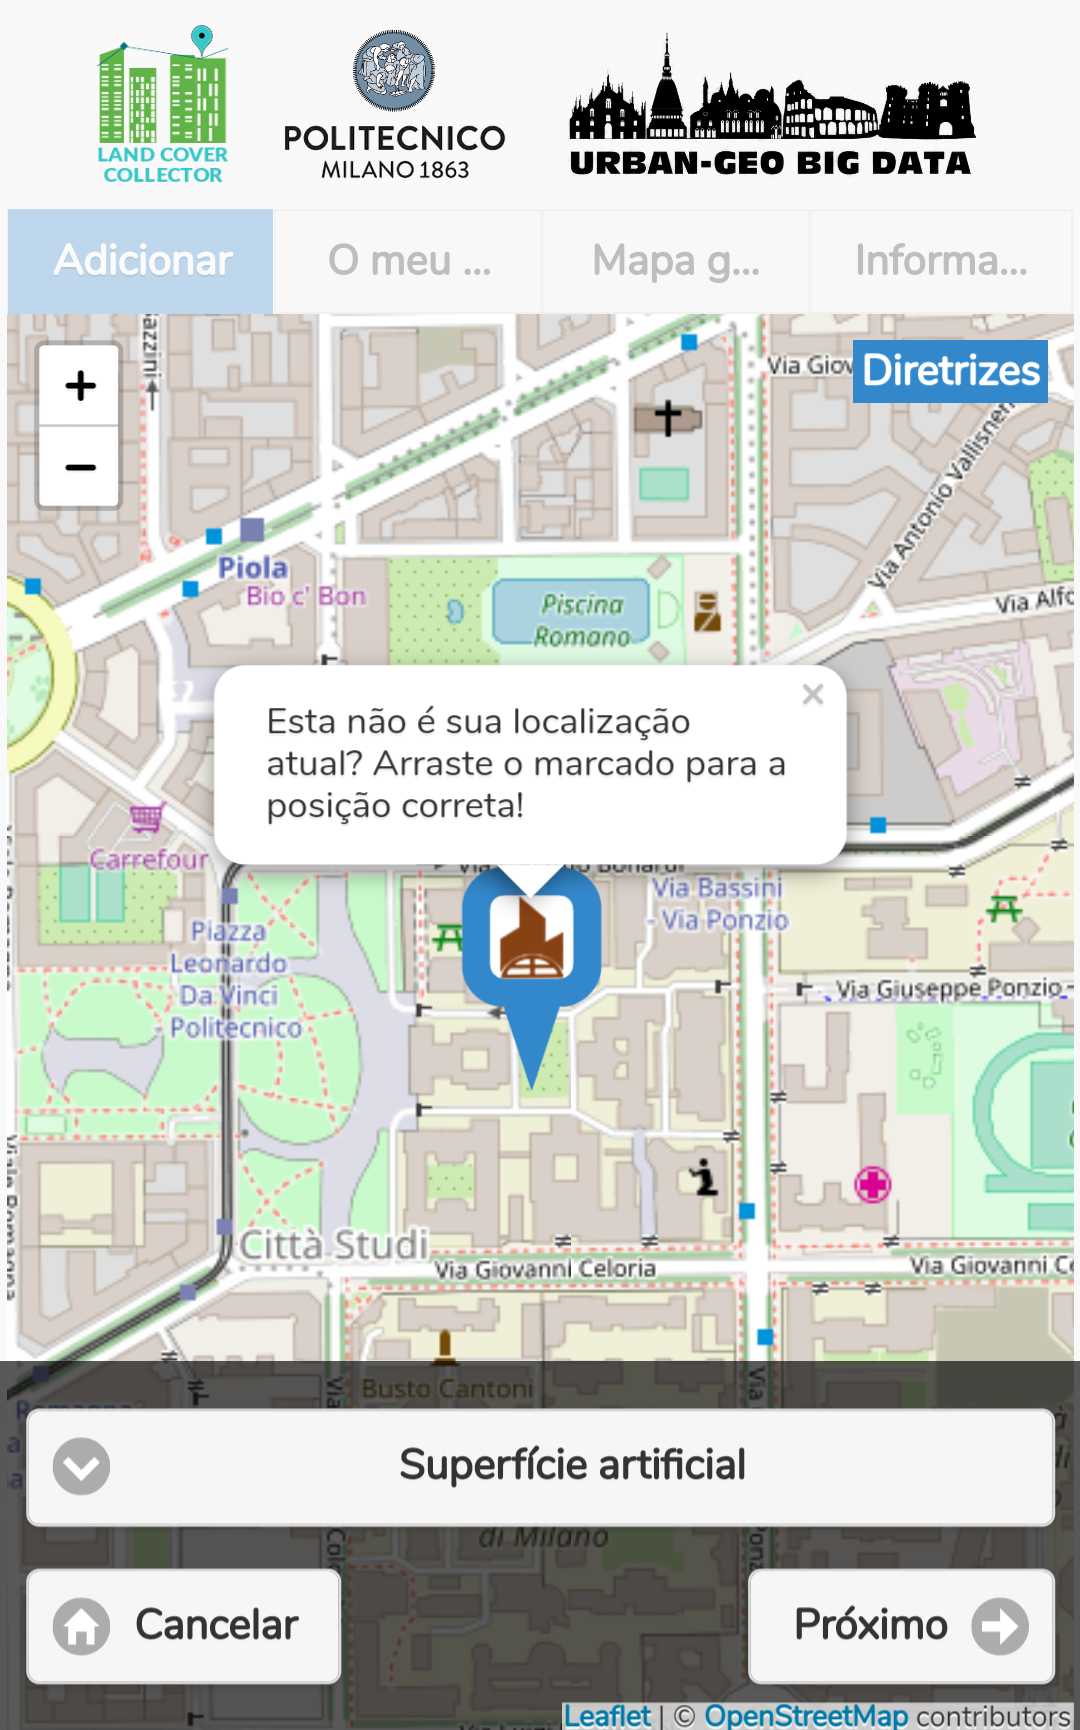 LAND COVER
COLLECTOR
POLITECNICO
MILANO 1863
URBAN-GEO BIG DATA
Adicionar
O meu ...
Mapa g...
Informa...
+
−
Diretrizes
Via Giov
Via Antonio Vallisneri
Piola
Bio c' Bon
Piscina
Romano
Via Alfo
Esta não é sua localização
atual? Arraste o marcado para a
posição correta!
×
Carrefour
Via Bassini
- Via Ponzio
Piazza
Leonardo
Da Vinci
- Politecnico
Via Giuseppe Ponzio
Città Studi
Via Giovanni Celoria
Via Giovanni Ce
Busto Cantoni
Superfície artificial
di Milano
Cancelar
Próximo
Leaflet | © OpenStreetMap contributors